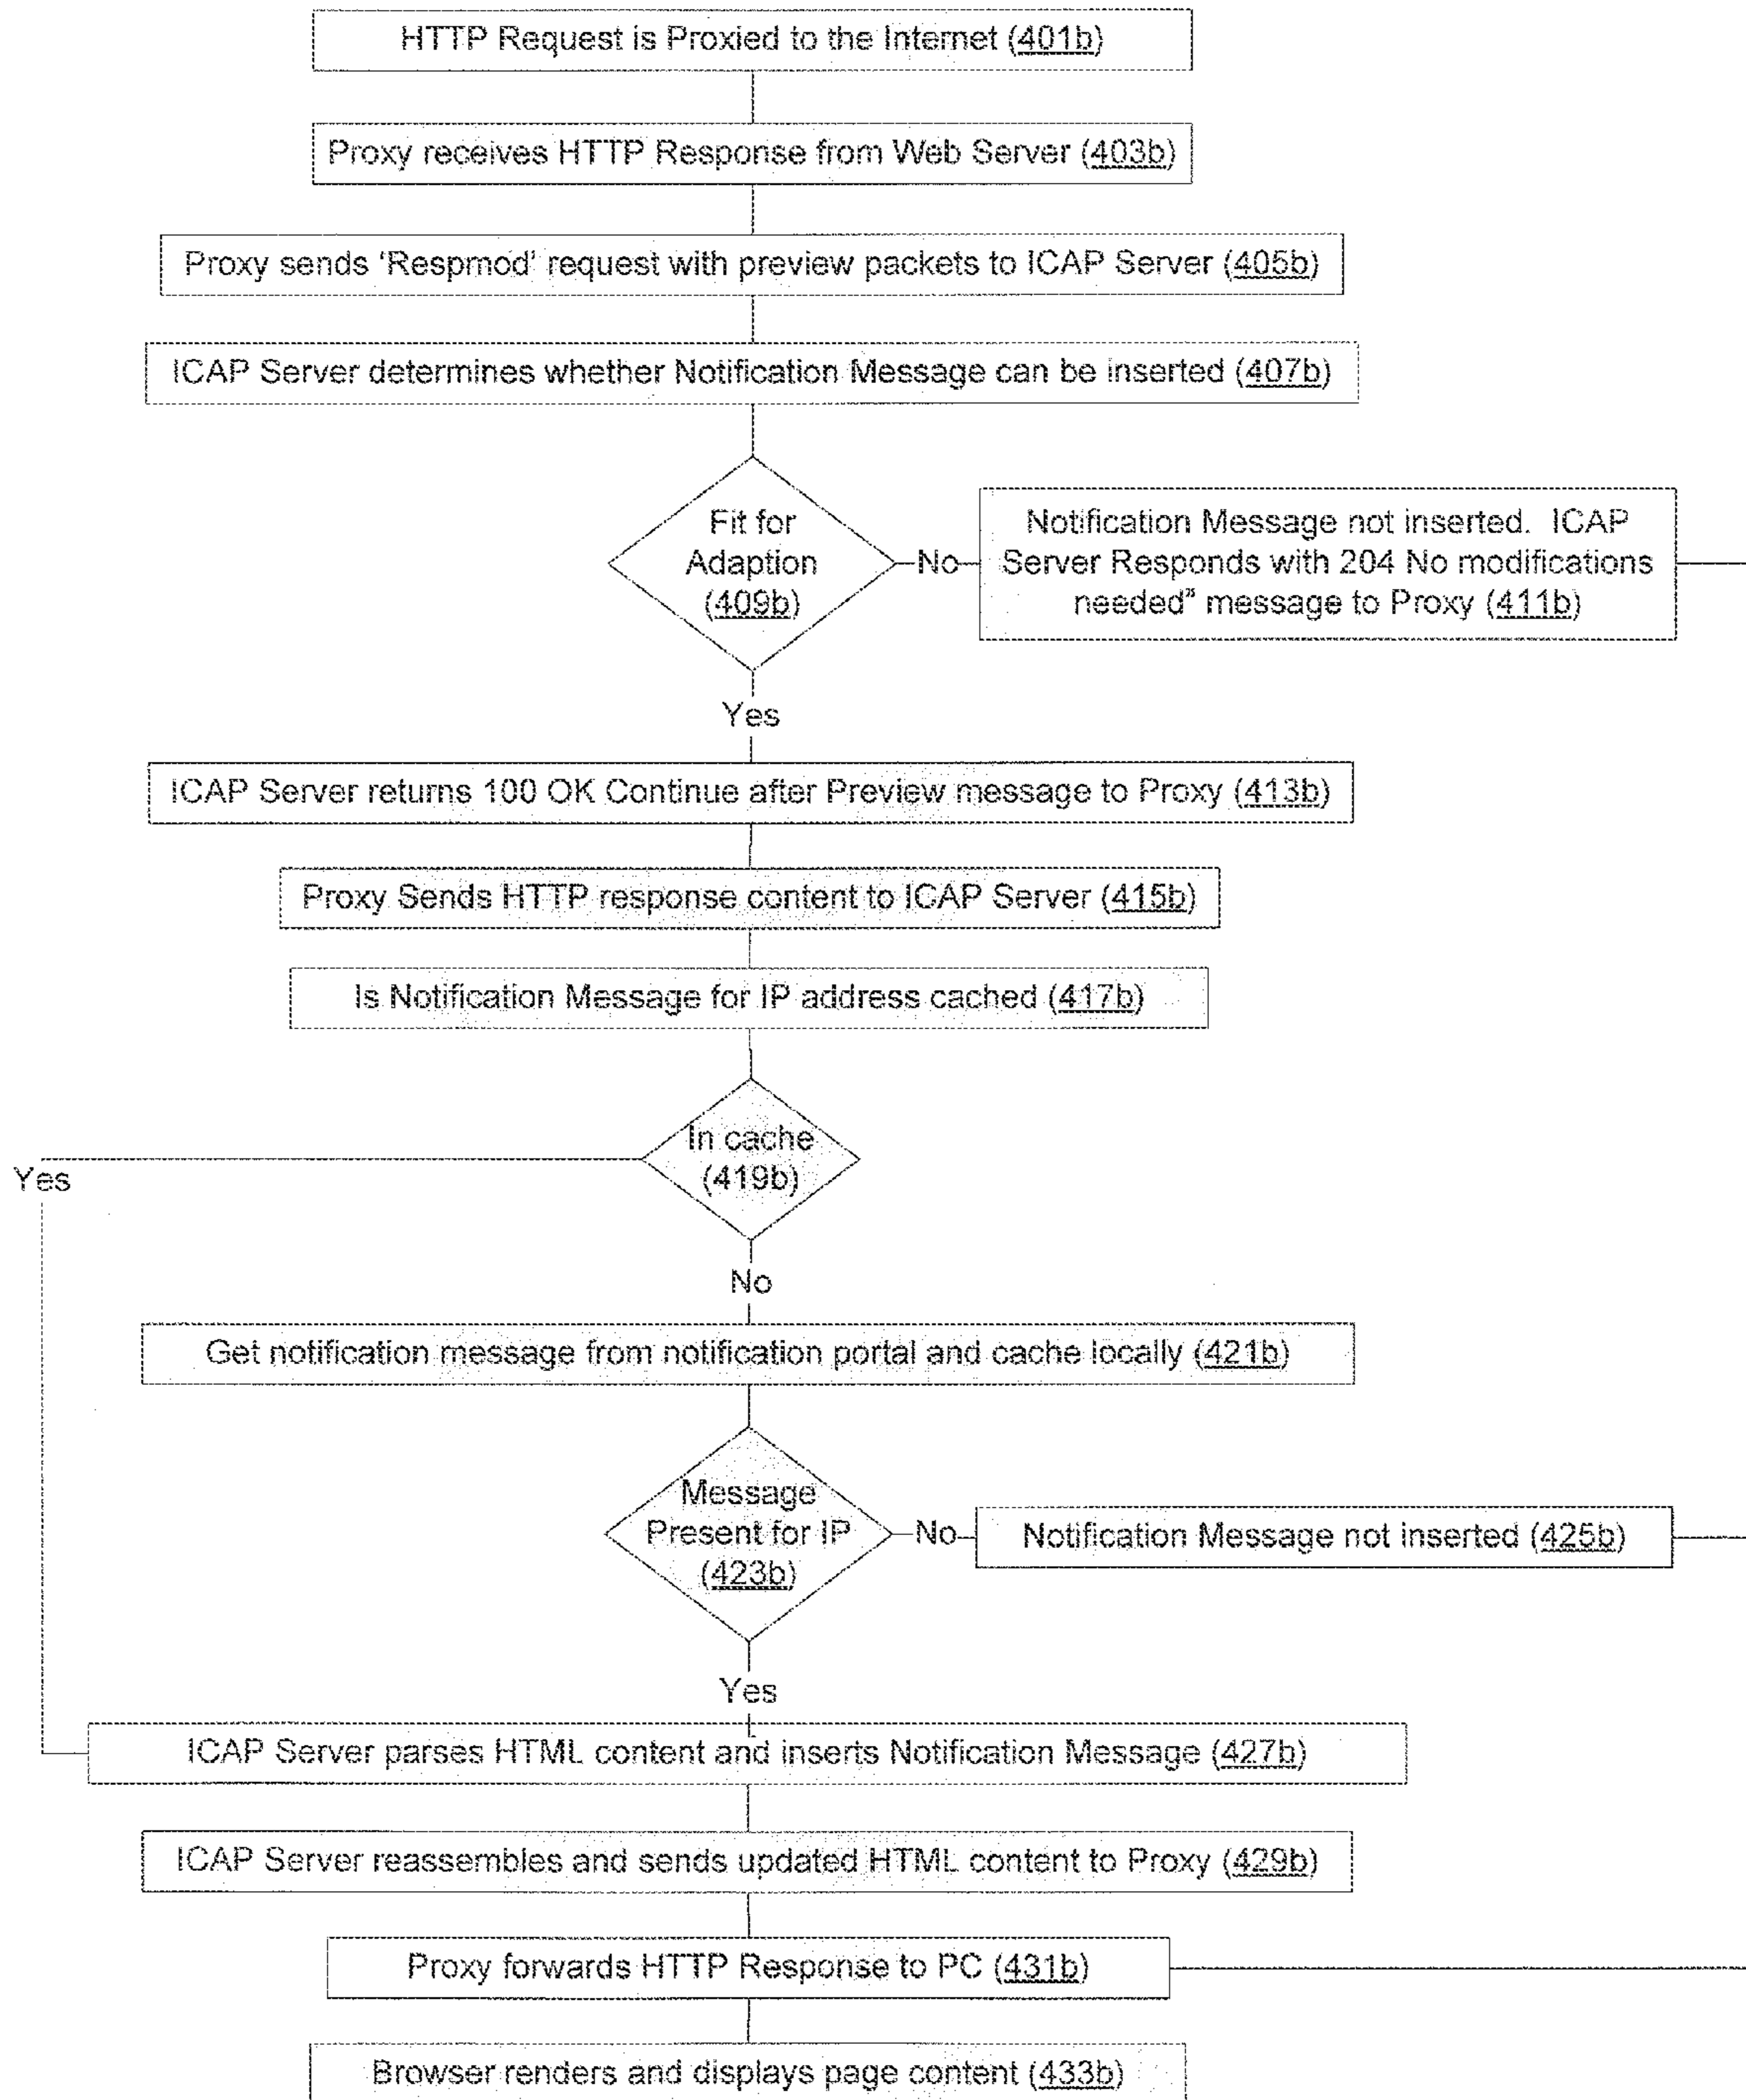 HTTP Request is Proxied to the Internet (401b)
Proxy receives HTTP Response from Web Server (403b)
Proxy sends 'Respmod' request with preview packets to ICAP Server (405b)
ICAP Server determines whether Notification Message can be inserted (407b)
Fit for
Adaption
(409b)
No
Notification Message not inserted. ICAP
Server Responds with 204 No modifications
needed" message to Proxy (411b)
Yes
ICAP Server returns 100 OK Continue after Preview message to Proxy (413b)
Proxy Sends HTTP response content to ICAP Server (415b)
Is Notification Message for IP address cached (417b)
In cache
(419b)
Yes
No
Get notification message from notification portal and cache locally (421b)
Message
Present for IP
(423b)
No
Notification Message not inserted (425b)
Yes
ICAP Server parses HTML content and inserts Notification Message (427b)
ICAP Server reassembles and sends updated HTML content to Proxy (429b)
Proxy forwards HTTP Response to PC (431b)
Browser renders and displays page content (433b)